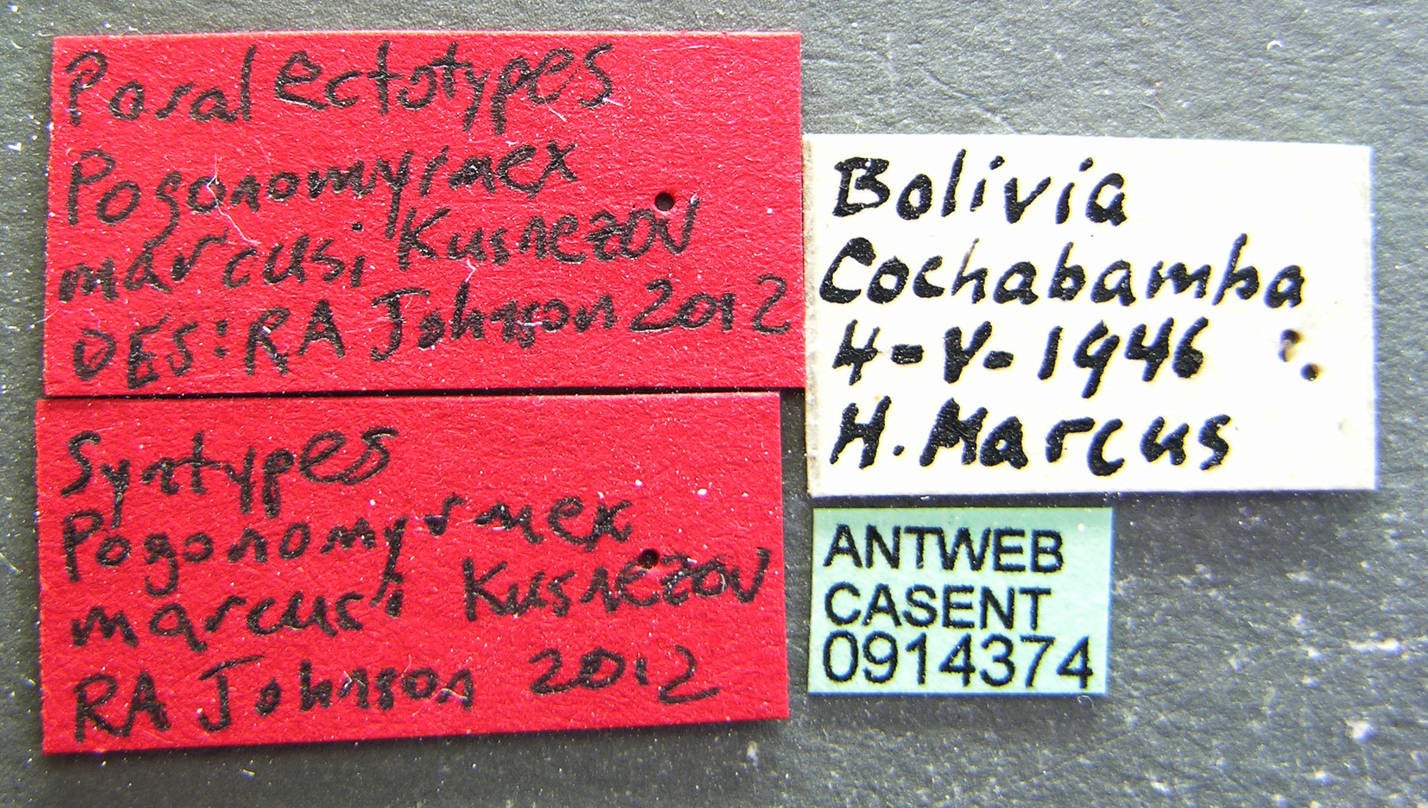 Paralectotypes
Pogonomyrmex
marcusi Kusnezov
DES: RA Johnson 2012
Syntypes
Pogonomyrmex
marcusi Kusnezov
RA Johnson 2012
Bolivia
Cochabamba
4-V-1946
H. Marcus
ANTWEB
CASENT
0914374